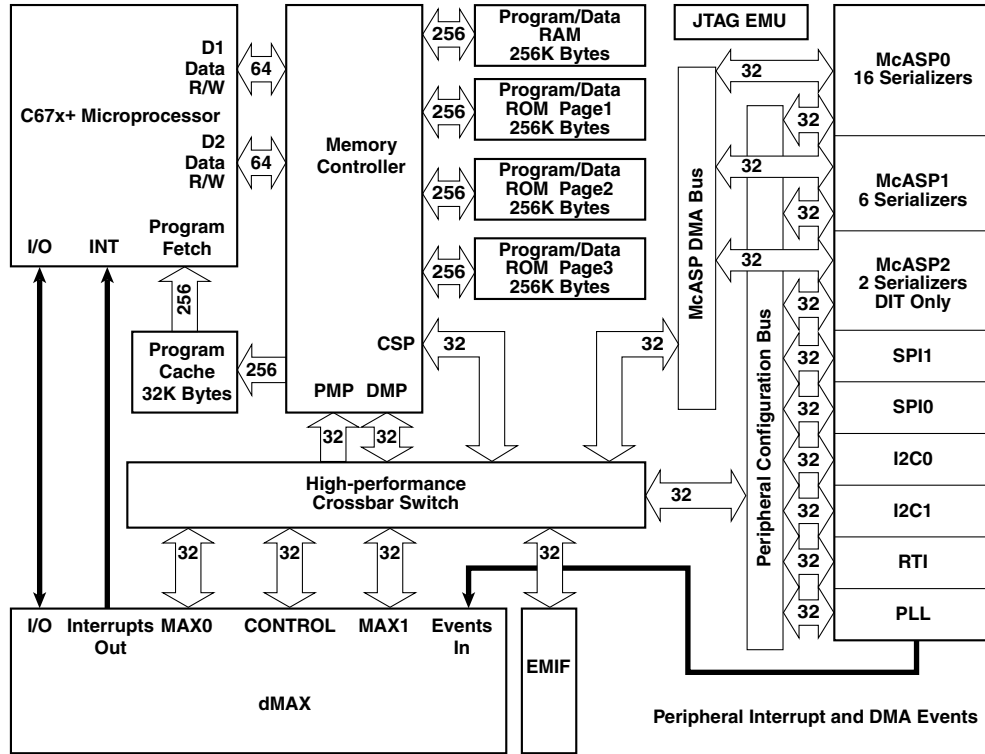 D1
Data
R/W
C67x+ Microprocessor
D2
Data
R/W
I/O
INT
Program
Fetch
64
64
256
Program
Cache
32K Bytes
256
Memory
Controller
CSP
PMP
DMP
256
Program/Data
RAM
256K Bytes
256
Program/Data
ROM Page1
256K Bytes
256
Program/Data
ROM Page2
256K Bytes
256
Program/Data
ROM Page3
256K Bytes
32
32
32
32
High-performance
Crossbar Switch
32
32
32
32
32
I/O
Interrupts
Out
MAX0
CONTROL
MAX1
Events
In
dMAX
EMIF
JTAG EMU
McASP DMA Bus
Peripheral Configuration Bus
32
32
32
32
32
32
32
32
32
32
32
32
McASP0
16 Serializers
McASP1
6 Serializers
McASP2
2 Serializers
DIT Only
SPI1
SPI0
I2C0
I2C1
RTI
PLL
Peripheral Interrupt and DMA Events